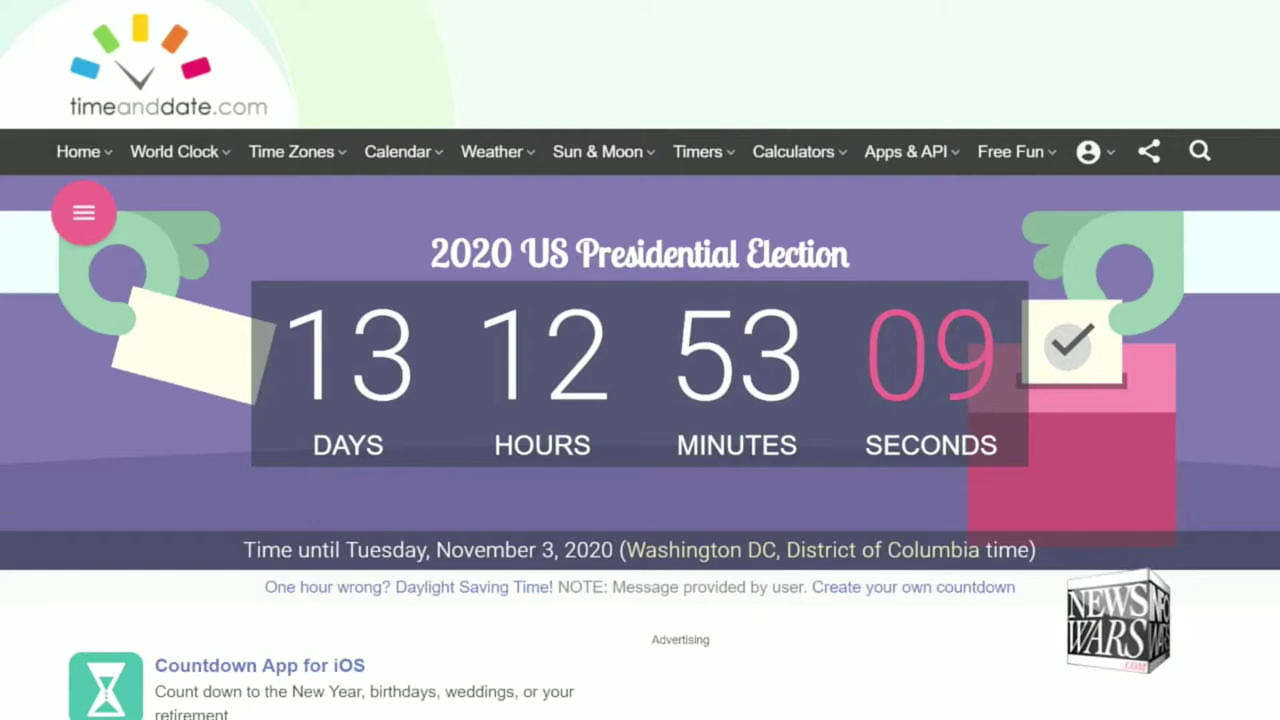 timeanddate.com
Home World Clock Time Zones Calendar Weather Sun & Moon Timers Calculators Apps & API Free Fun
2020 US Presidential Election
13 12 53 09
DAYS HOURS MINUTES SECONDS
Time until Tuesday, November 3, 2020 (Washington DC, District of Columbia time)
One hour wrong? Daylight Saving Time! NOTE: Message provided by user. Create your own countdown
NEWS
WARS
.COM
INFO
WARS
Advertising
Countdown App for iOS
Count down to the New Year, birthdays, weddings, or your
retirement